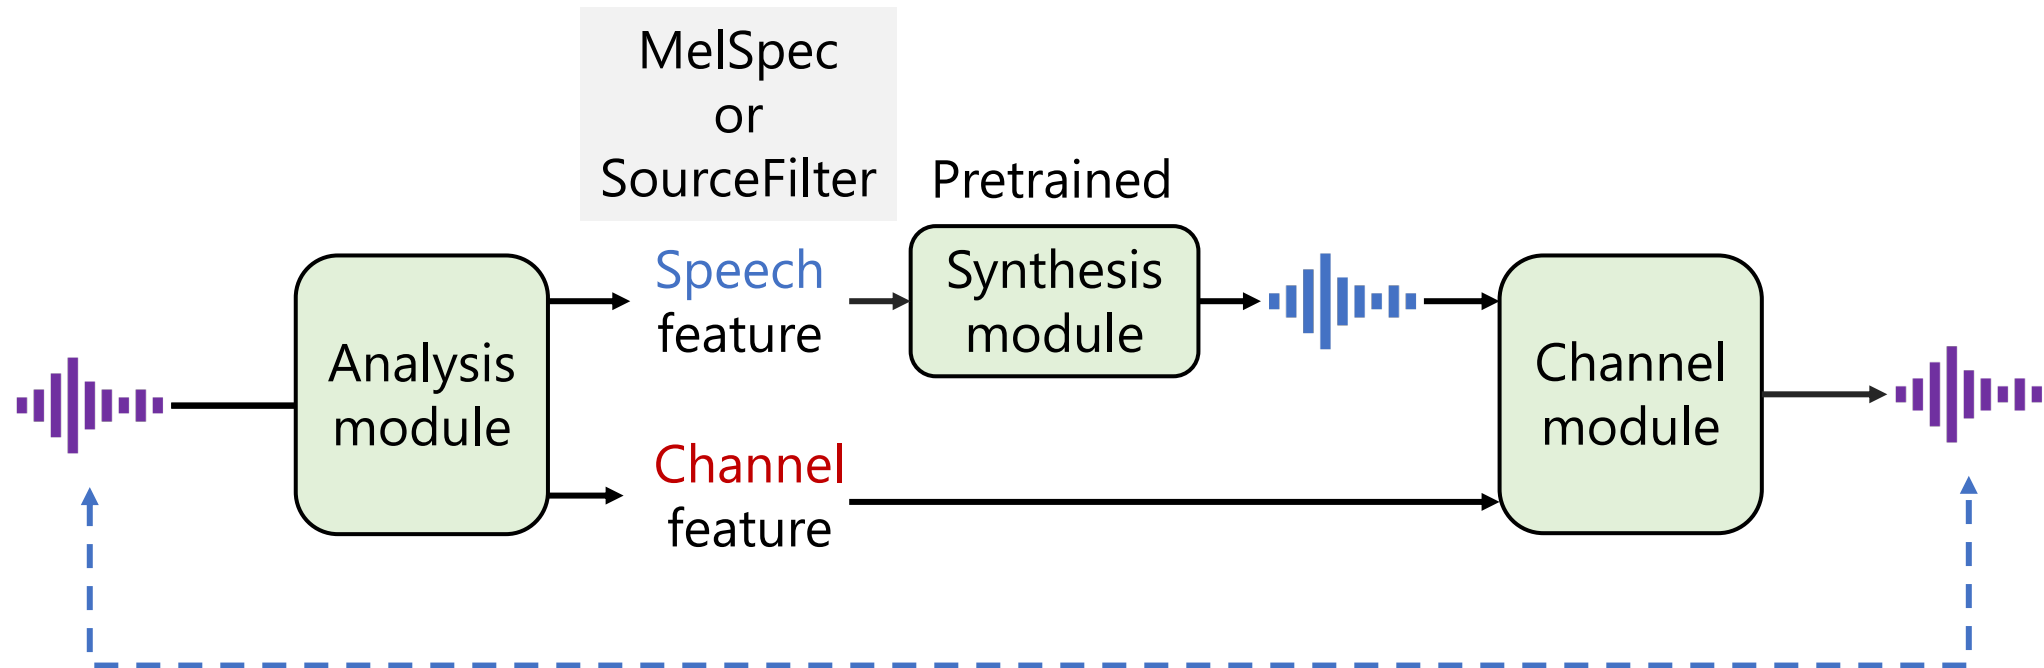 MelSpec
or
SourceFilter
Pretrained
Analysis
module
Speech
feature
Synthesis
module
Channel
feature
Channel
module